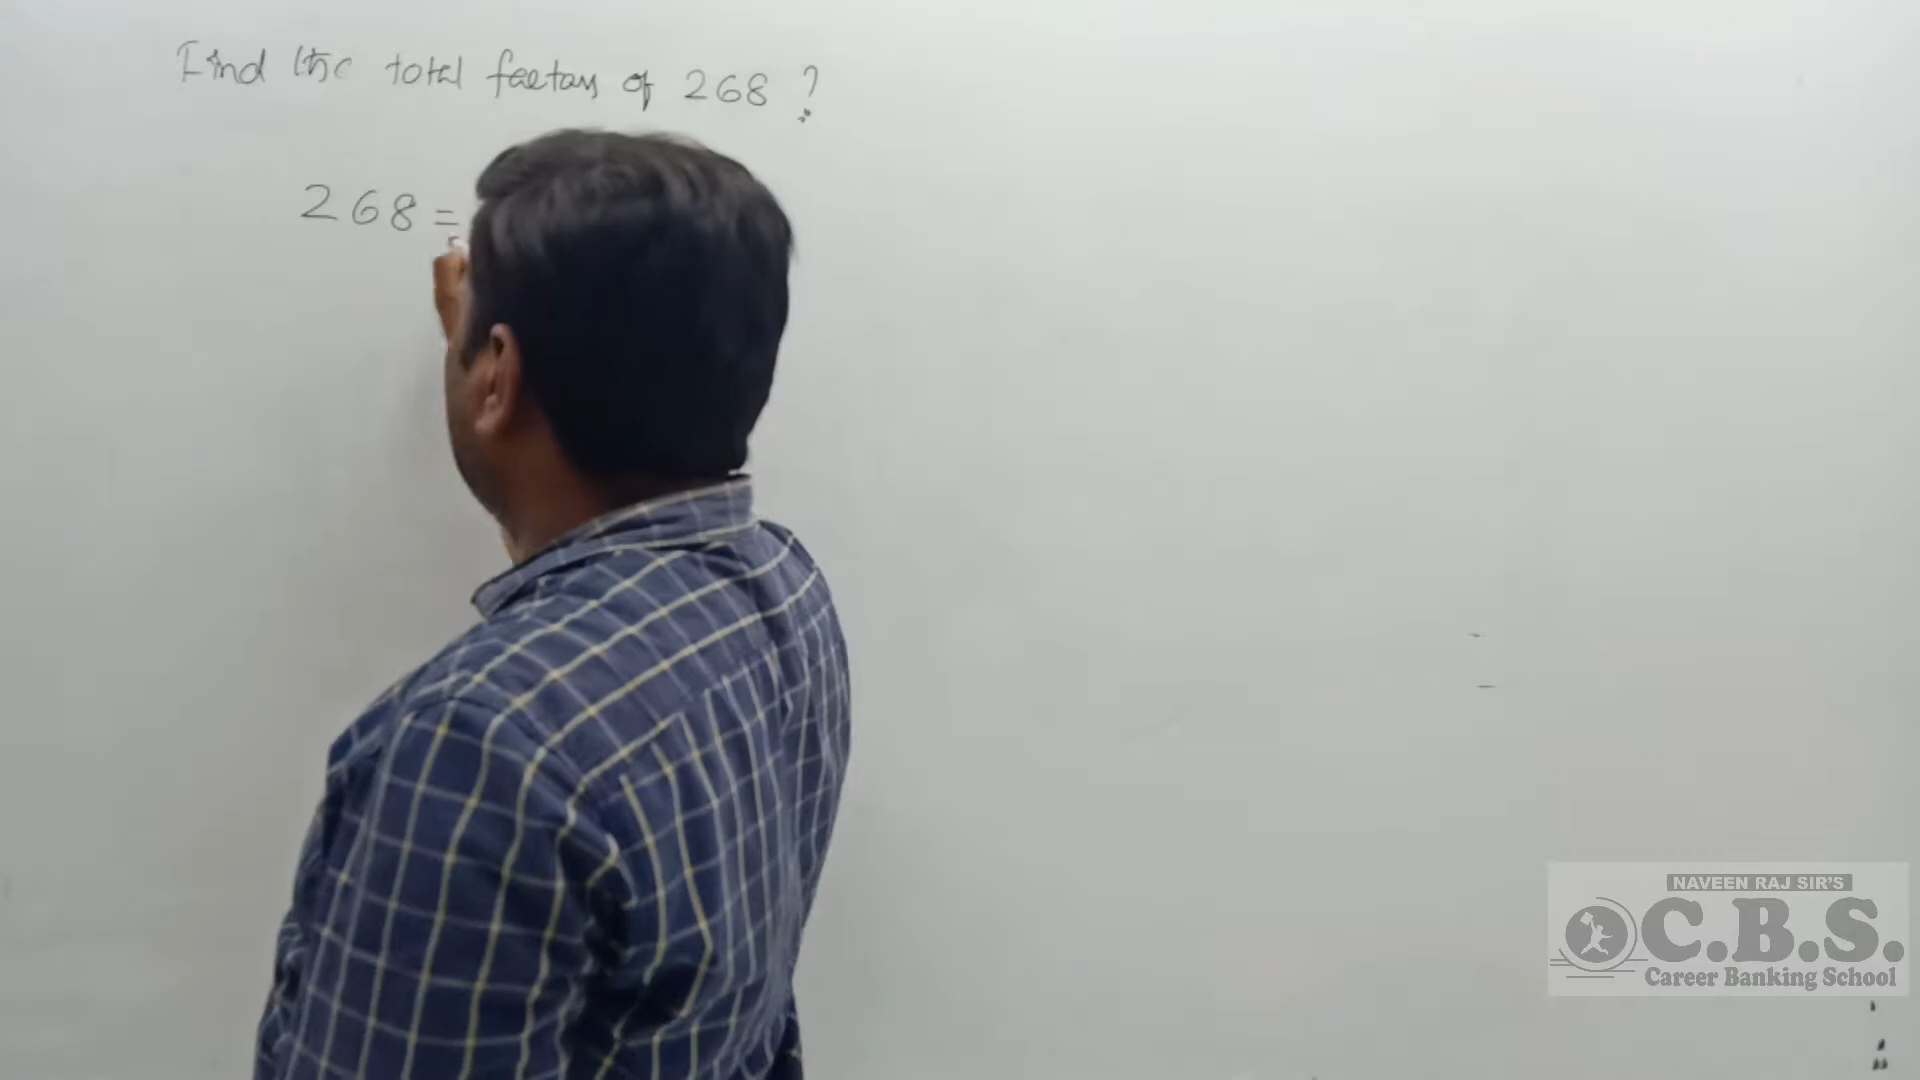 Find the total factors of 268 ?
268 =
NAVEEN RAJ SIR'S
C.B.S.
Career Banking School